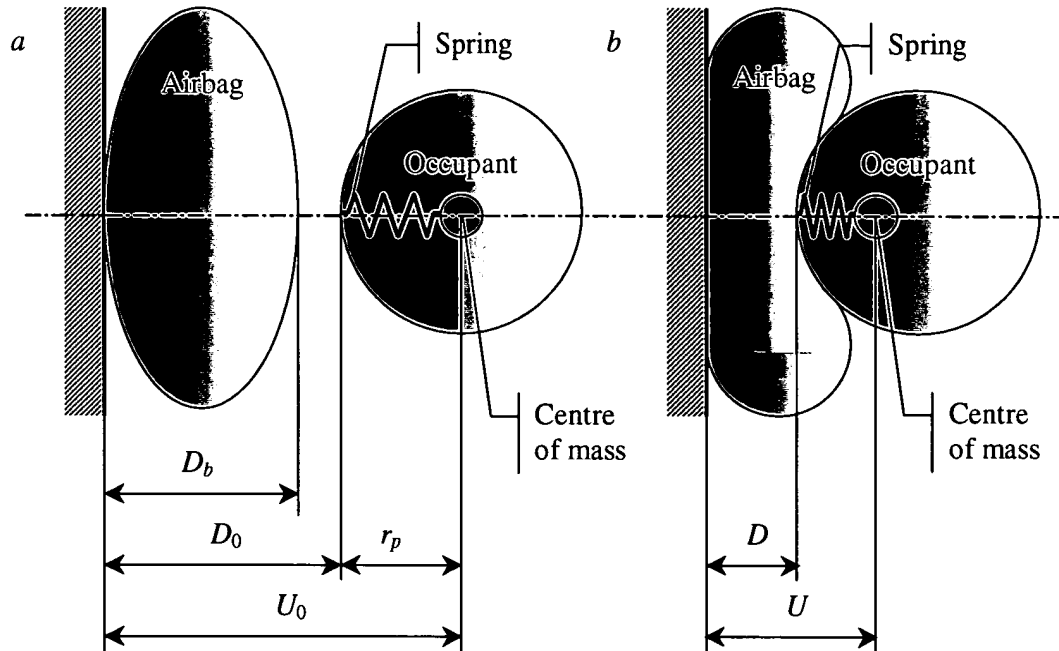 a
Spring
Airbag
Occupant
Centre
of mass
D_b
D_0
r_p
U_0
b
Spring
Airbag
Occupant
Centre
of mass
D
U